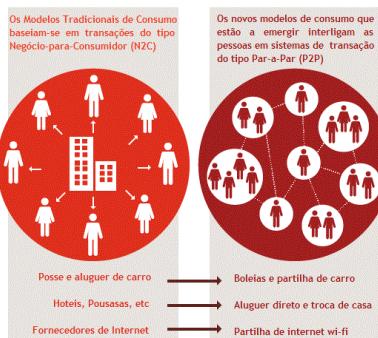 Os Modelos Tradicionais de Consumo
baseiam-se em transações do tipo
Negócio-para-Consumidor (N2C)
Os novos modelos de consumo que
estão a emergir interligam as
pessoas em sistemas de transação
do tipo Par-a-Par (P2P)
Posse e aluguer de carro
Boleias e partilha de carro
Hoteis, Pousasas, etc
Aluguer direto e troca de casa
Fornecedores de Internet
Partilha de internet wi-fi